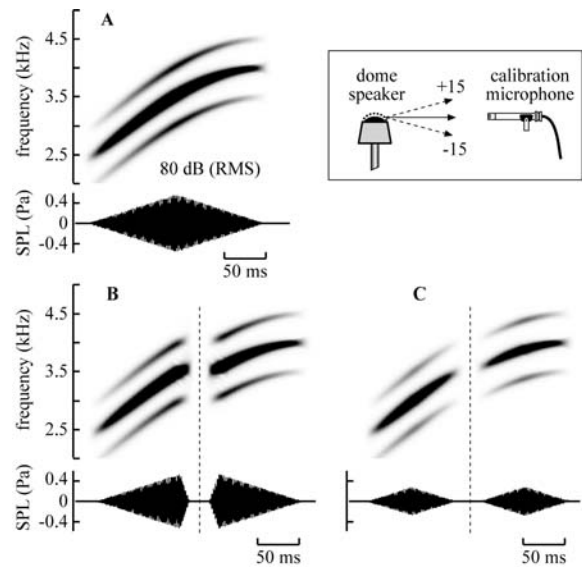 A
frequency (kHz)
4.5
3.5
2.5
80 dB (RMS)
SPL (Pa)
0.4
0
-0.4
50 ms
dome
speaker
+15
-15
calibration
microphone
B
frequency (kHz)
4.5
3.5
2.5
SPL (Pa)
0.4
0
-0.4
50 ms
C
50 ms